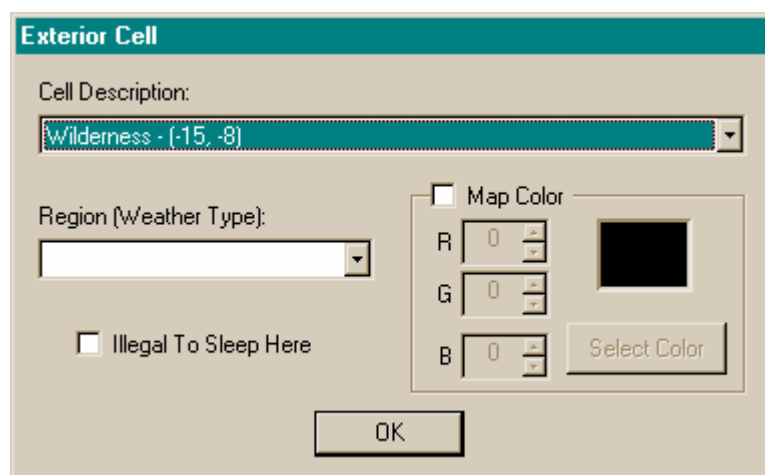 Exterior Cell
Cell Description:
Wilderness - (-15, -8)
Region (Weather Type):
Illegal To Sleep Here
Map Color
R 0
G 0
B 0
Select Color
OK